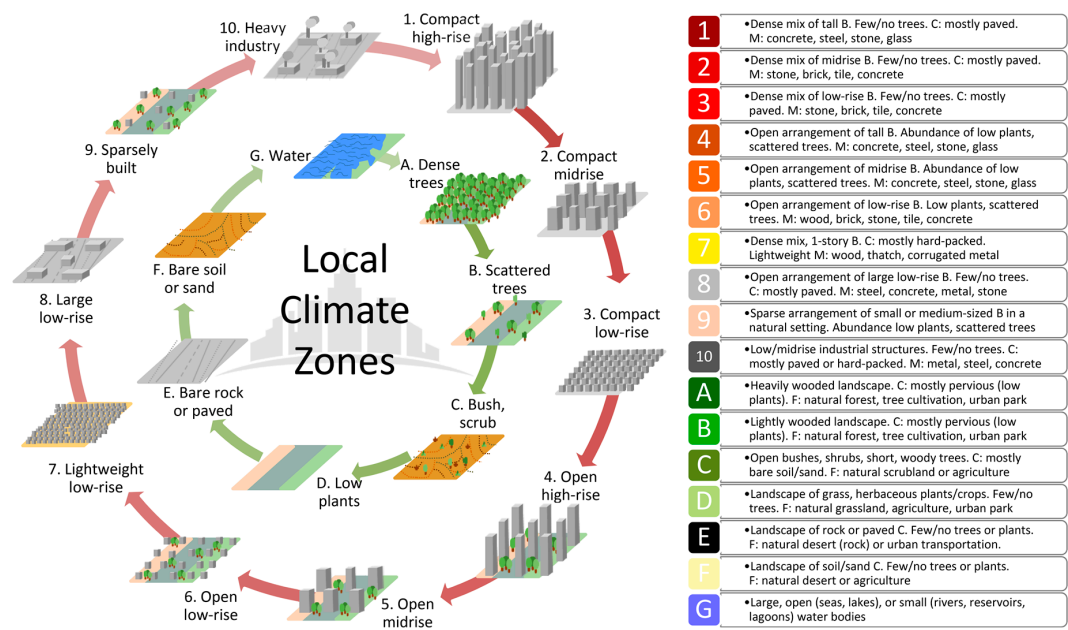 10. Heavy
industry
1. Compact
high-rise
2. Compact
midrise
3. Compact
low-rise
4. Open
high-rise
5. Open
midrise
6. Open
low-rise
7. Lightweight
low-rise
8. Large
low-rise
9. Sparsely
built
G. Water
A. Dense
trees
B. Scattered
trees
C. Bush,
scrub
D. Low
plants
E. Bare rock
or paved
F. Bare soil
or sand
Local
Climate
Zones
1
•Dense mix of tall B. Few/no trees. C: mostly paved.
M: concrete, steel, stone, glass
2
•Dense mix of midrise B. Few/no trees. C: mostly paved.
M: stone, brick, tile, concrete
3
•Dense mix of low-rise B. Few/no trees. C: mostly
paved. M: stone, brick, tile, concrete
4
•Open arrangement of tall B. Abundance of low plants,
scattered trees. M: concrete, steel, stone, glass
5
•Open arrangement of midrise B. Abundance of low
plants, scattered trees. M: concrete, steel, stone, glass
6
•Open arrangement of low-rise B. Low plants, scattered
trees. M: wood, brick, stone, tile, concrete
7
•Dense mix, 1-story B. C: mostly hard-packed.
Lightweight M: wood, thatch, corrugated metal
8
•Open arrangement of large low-rise B. Few/no trees.
C: mostly paved. M: steel, concrete, metal, stone
9
•Sparse arrangement of small or medium-sized B in a
natural setting. Abundance low plants, scattered trees
10
•Low/midrise industrial structures. Few/no trees. C:
mostly paved or hard-packed. M: metal, steel, concrete
A
•Heavily wooded landscape. C: mostly pervious (low
plants). F: natural forest, tree cultivation, urban park
B
•Lightly wooded landscape. C: mostly pervious (low
plants). F: natural forest, tree cultivation, urban park
C
•Open bushes, shrubs, short, woody trees. C: mostly
bare soil/sand. F: natural scrubland or agriculture
D
•Landscape of grass, herbaceous plants/crops. Few/no
trees. F: natural grassland, agriculture, urban park
E
•Landscape of rock or paved C. Few/no trees or plants.
F: natural desert (rock) or urban transportation.
F
•Landscape of soil/sand C. Few/no trees or plants.
F: natural desert or agriculture
G
•Large, open (seas, lakes), or small (rivers, reservoirs,
lagoons) water bodies